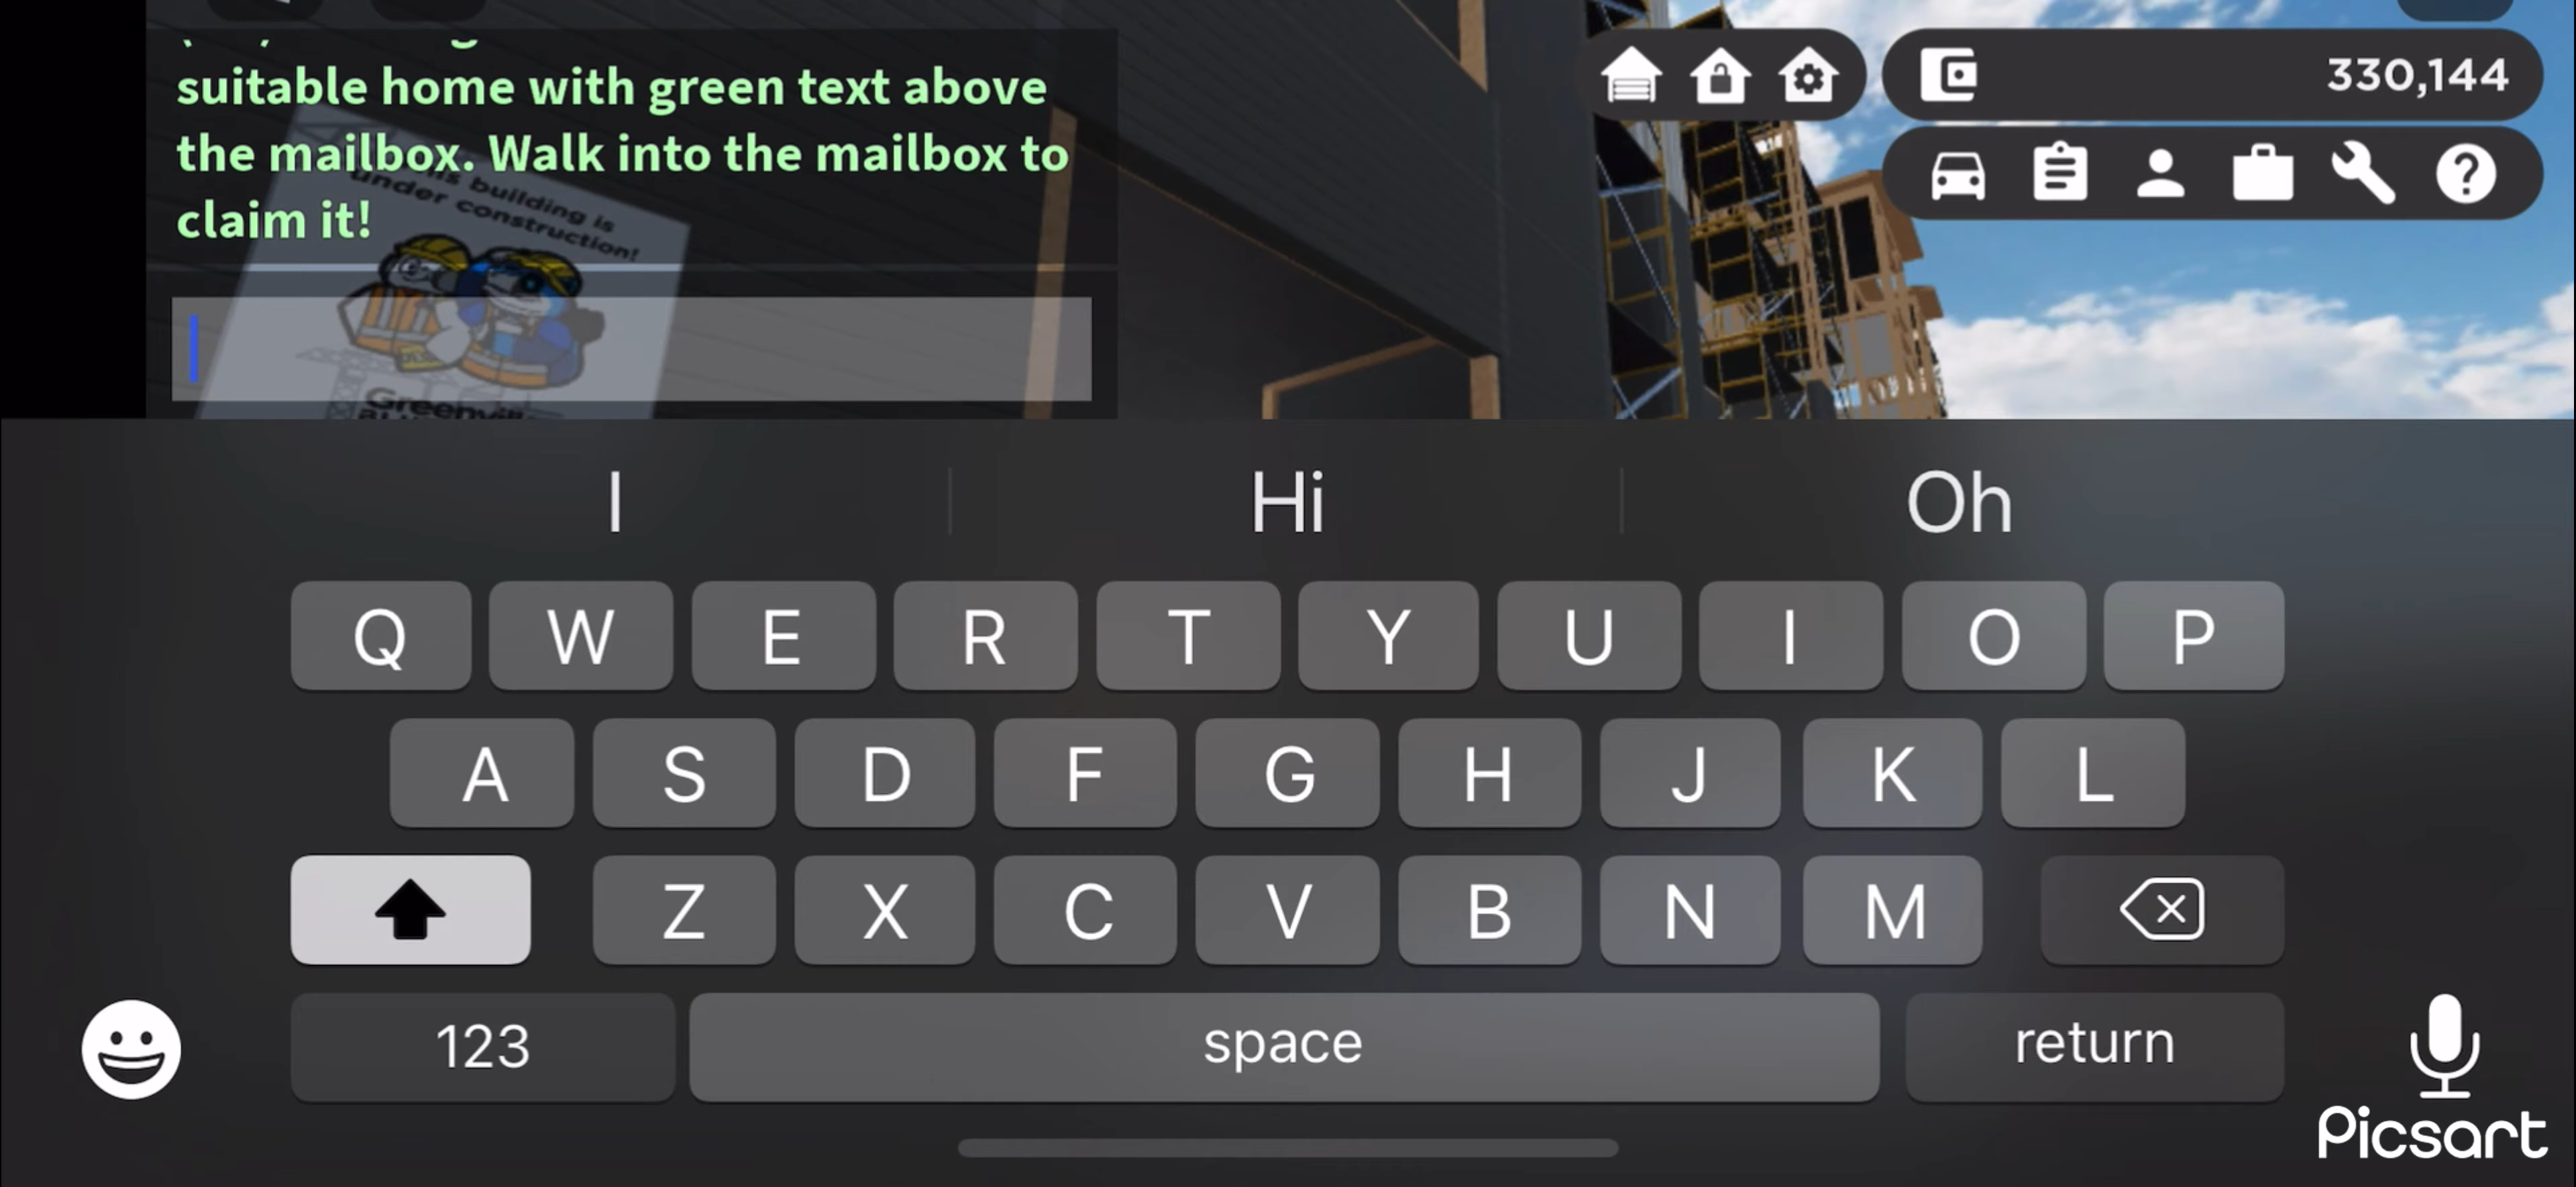 suitable home with green text above
the mailbox. Walk into the mailbox to
claim it!
330,144
building is
under construction!
I Hi Oh
Q W E R T Y U I O P
A S D F G H J K L
Z X C V B N M
123 space return
Picsart